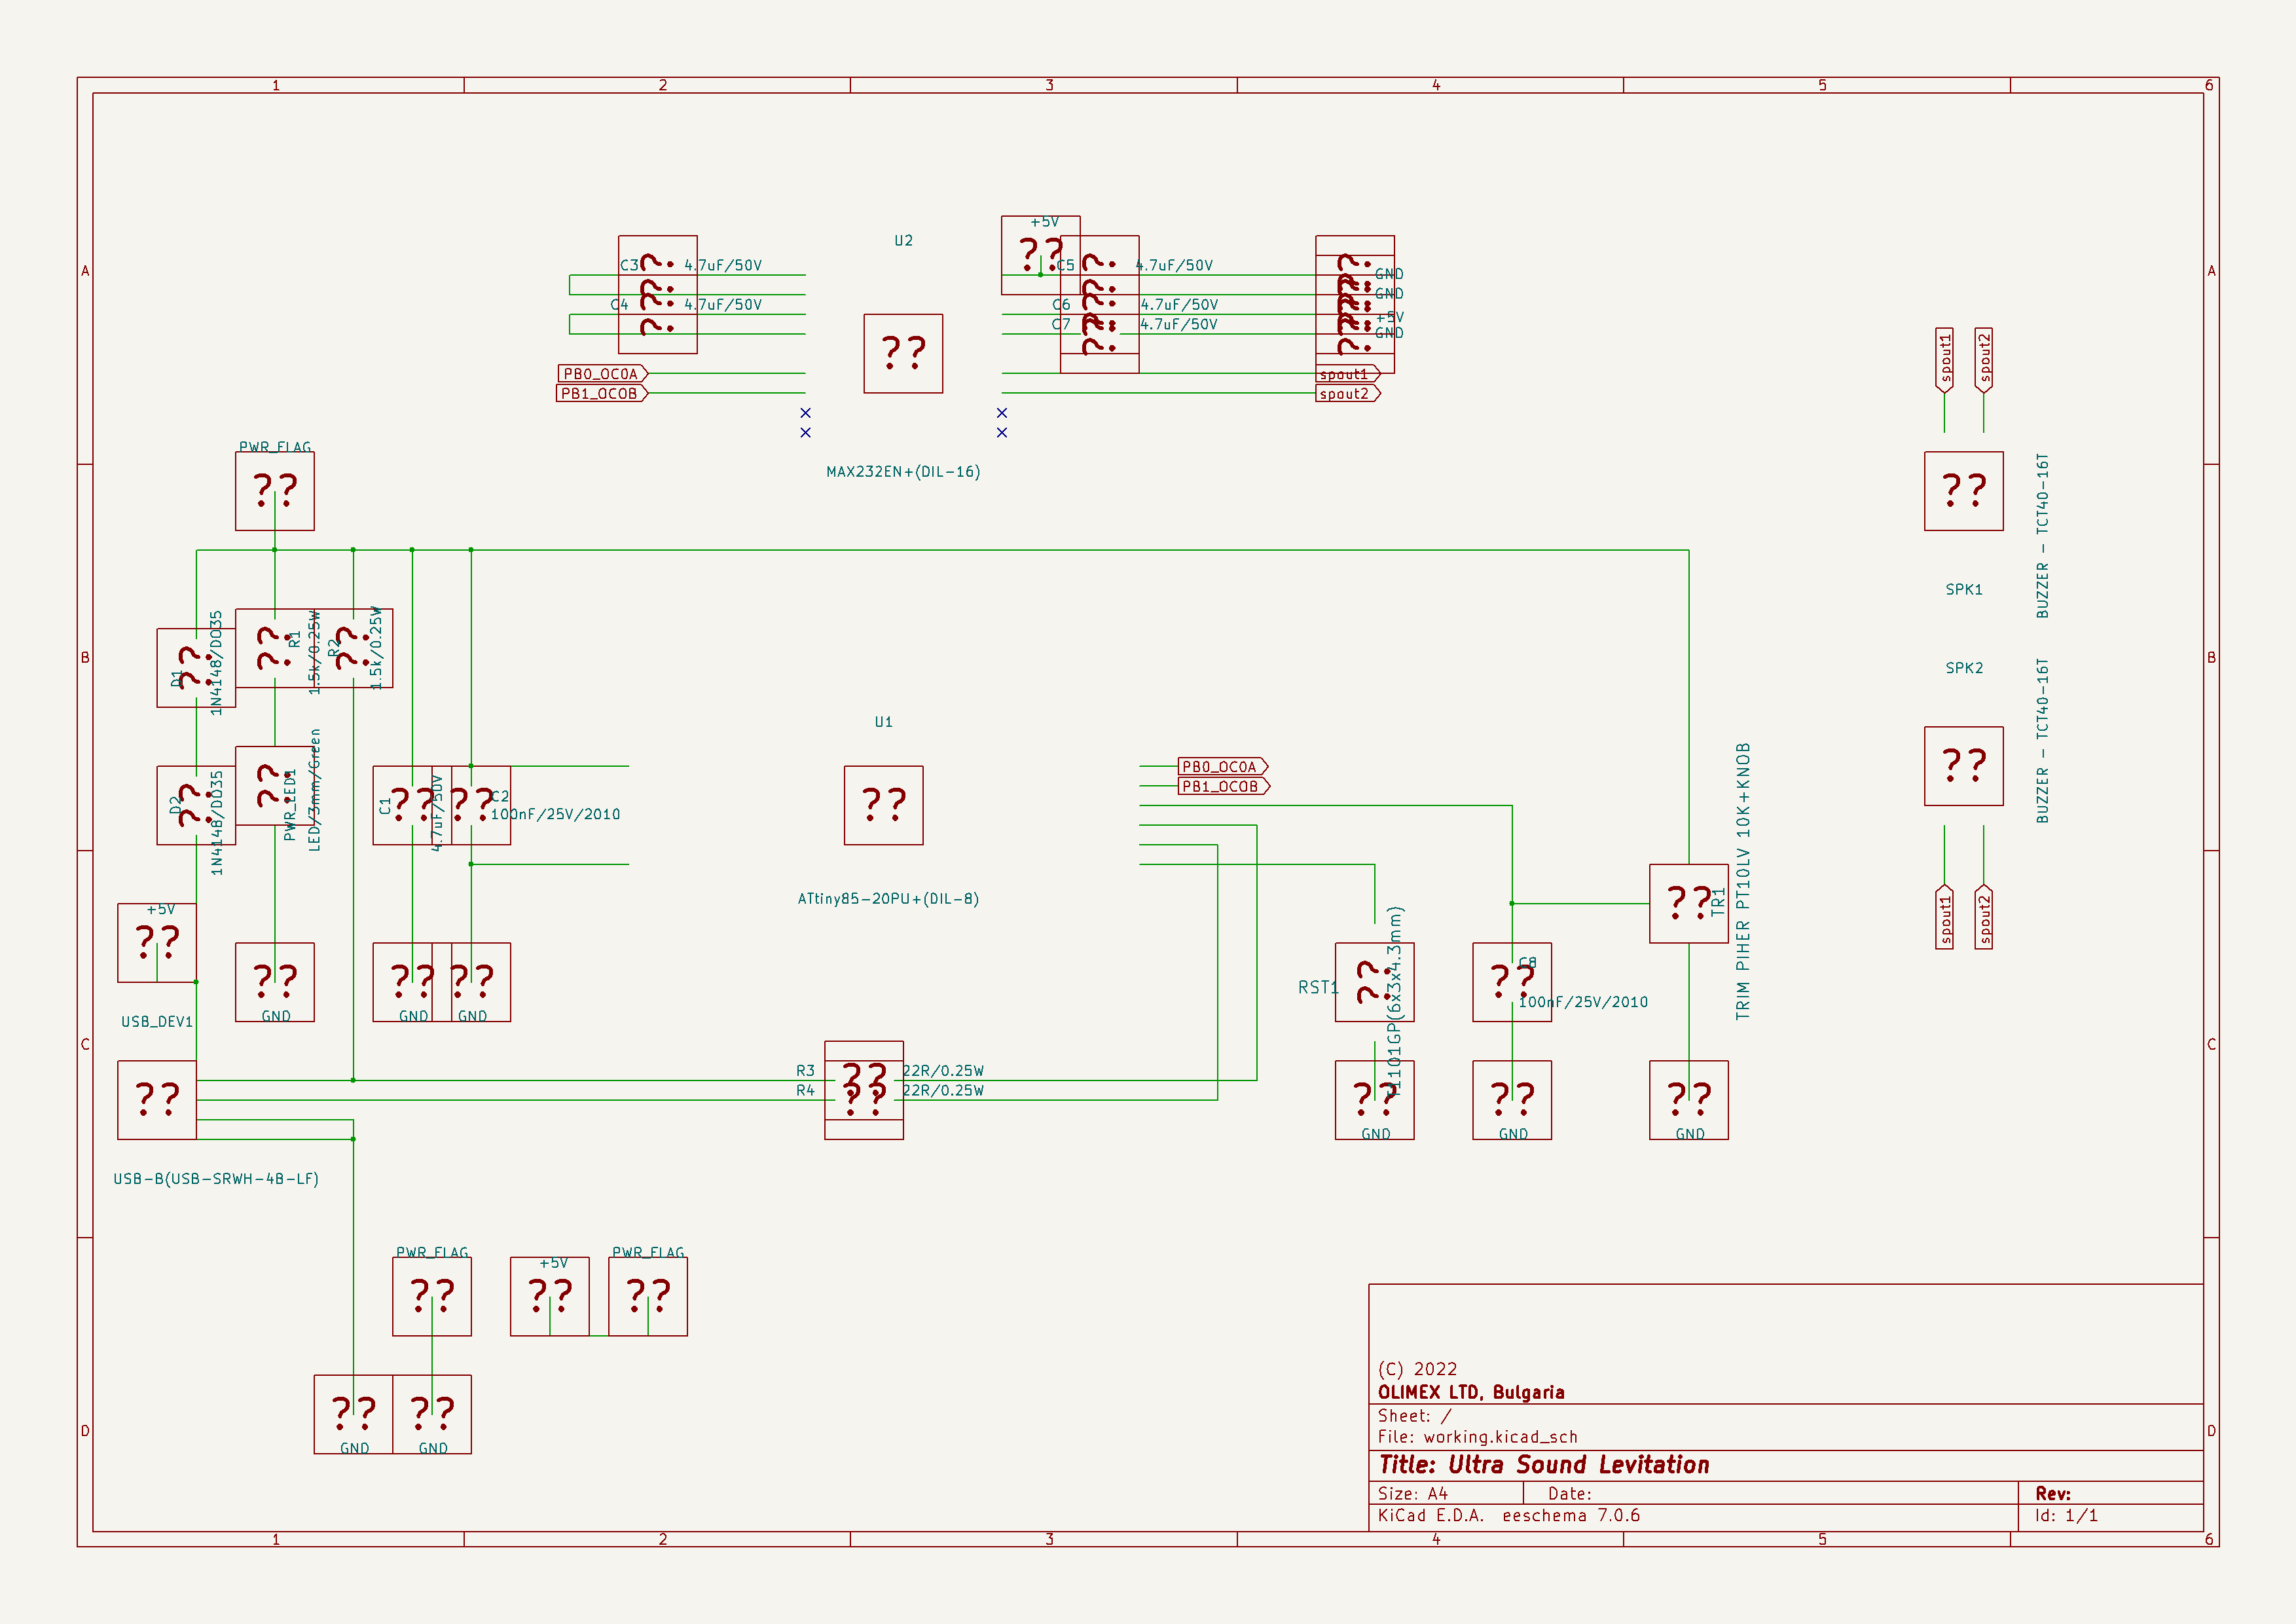 1 2 3 4 5 6
A A
U2
+5V
??
C3 4.7uF/50V
C5 4.7uF/50V
GND
GND
C4 4.7uF/50V
C6 4.7uF/50V
+5V
C7 4.7uF/50V
GND
??
PB0_OC0A
spout1
PB1_OC0B
spout2
spout1
spout2
MAX232EN+(DIL-16)
PWR_FLAG
??
??
BUZZER - TCT40-16T
SPK1
B B
D1
1N4148/DO35
??
R1
1.5k/0.25W
??
R2
1.5k/0.25W
??
SPK2
BUZZER - TCT40-16T
??
U1
??
PB0_OC0A
PB1_OC0B
D2
1N4148/DO35
??
PWR_LED1
LED/3mm/Green
??
C1
4.7uF/50V
??
C2
100nF/25V/2010
??
ATtiny85-20PU+(DIL-8)
TR1
TRIM PIHER PT10LV 10K+KNOB
??
spout1
spout2
+5V
??
??
GND
??
GND
??
GND
RST1
IT1101GP(6x3x4.3mm)
??
C8
100nF/25V/2010
??
USB_DEV1
C C
??
R3 ?? 22R/0.25W
R4 ?? 22R/0.25W
??
GND
??
GND
??
GND
USB-B(USB-SRWH-4B-LF)
PWR_FLAG
??
+5V
??
PWR_FLAG
??
??
GND
??
GND
D D
(C) 2022
OLIMEX LTD, Bulgaria
Sheet: /
File: working.kicad_sch
Title: Ultra Sound Levitation
Size: A4 Date: Rev:
KiCad E.D.A. eeschema 7.0.6 Id: 1/1
1 2 3 4 5 6